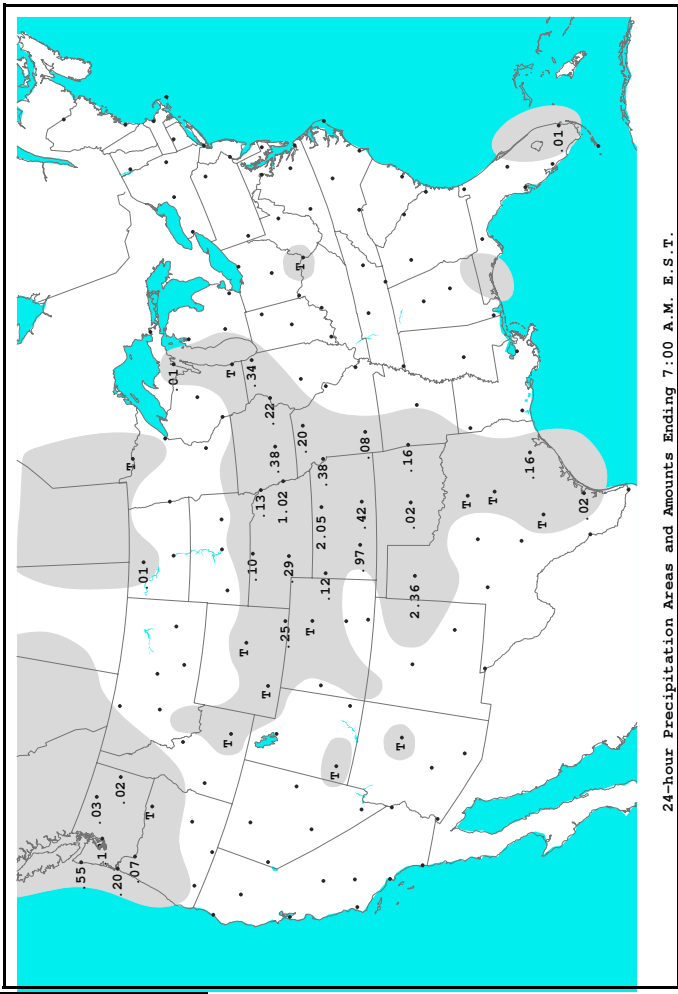 .55
.03
.20
.02
T
.07
.01
T
.01
T
T
T
.10
.34
.13
T
.22
.38
1.02
.25
.29
T
.20
T
2.05
.38
.12
T
.97
.42
.08
T
.16
.02
2.36
T
T
.16
T
.01
.02
24-hour Precipitation Areas and Amounts Ending 7:00 A.M. E.S.T.